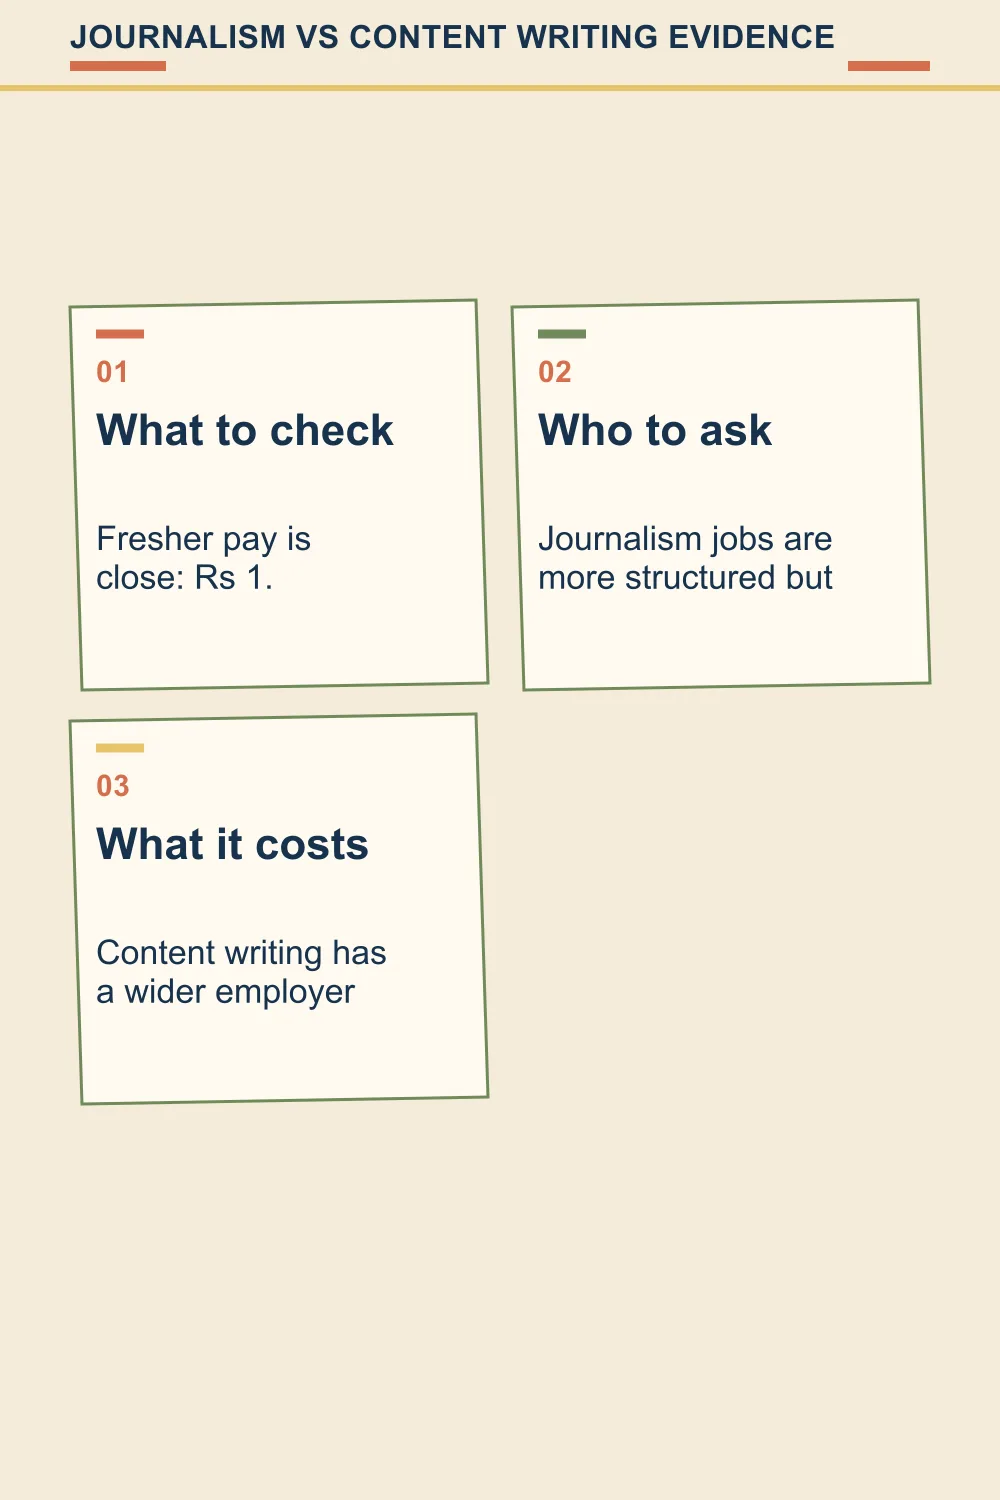 JOURNALISM VS CONTENT WRITING EVIDENCE
01
What to check
Fresher pay is
close: Rs 1.
02
Who to ask
Journalism jobs are
more structured but
03
What it costs
Content writing has
a wider employer